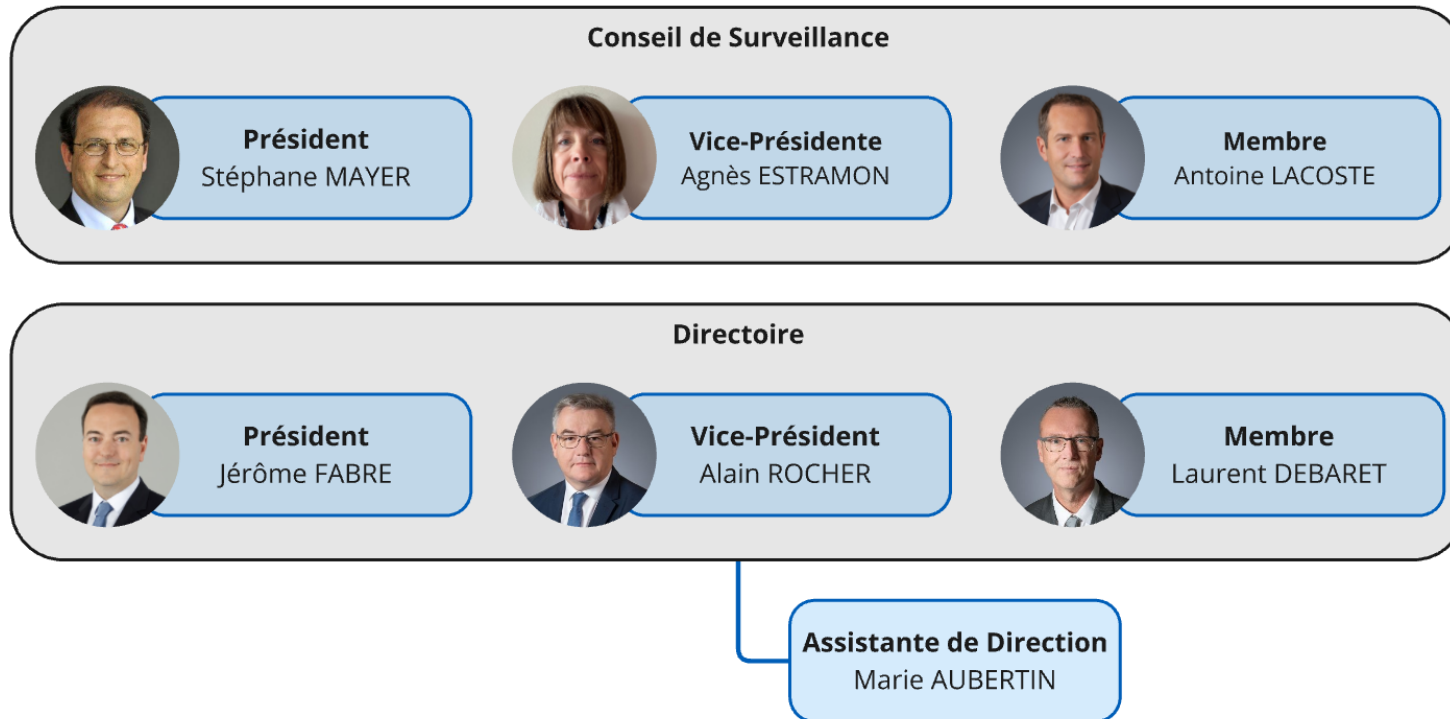 Conseil de Surveillance
Président
Stéphane MAYER
Vice-Présidente
Agnès ESTRAMON
Membre
Antoine LACOSTE
Directoire
Président
Jérôme FABRE
Vice-Président
Alain ROCHER
Membre
Laurent DEBARET
Assistante de Direction
Marie AUBERTIN